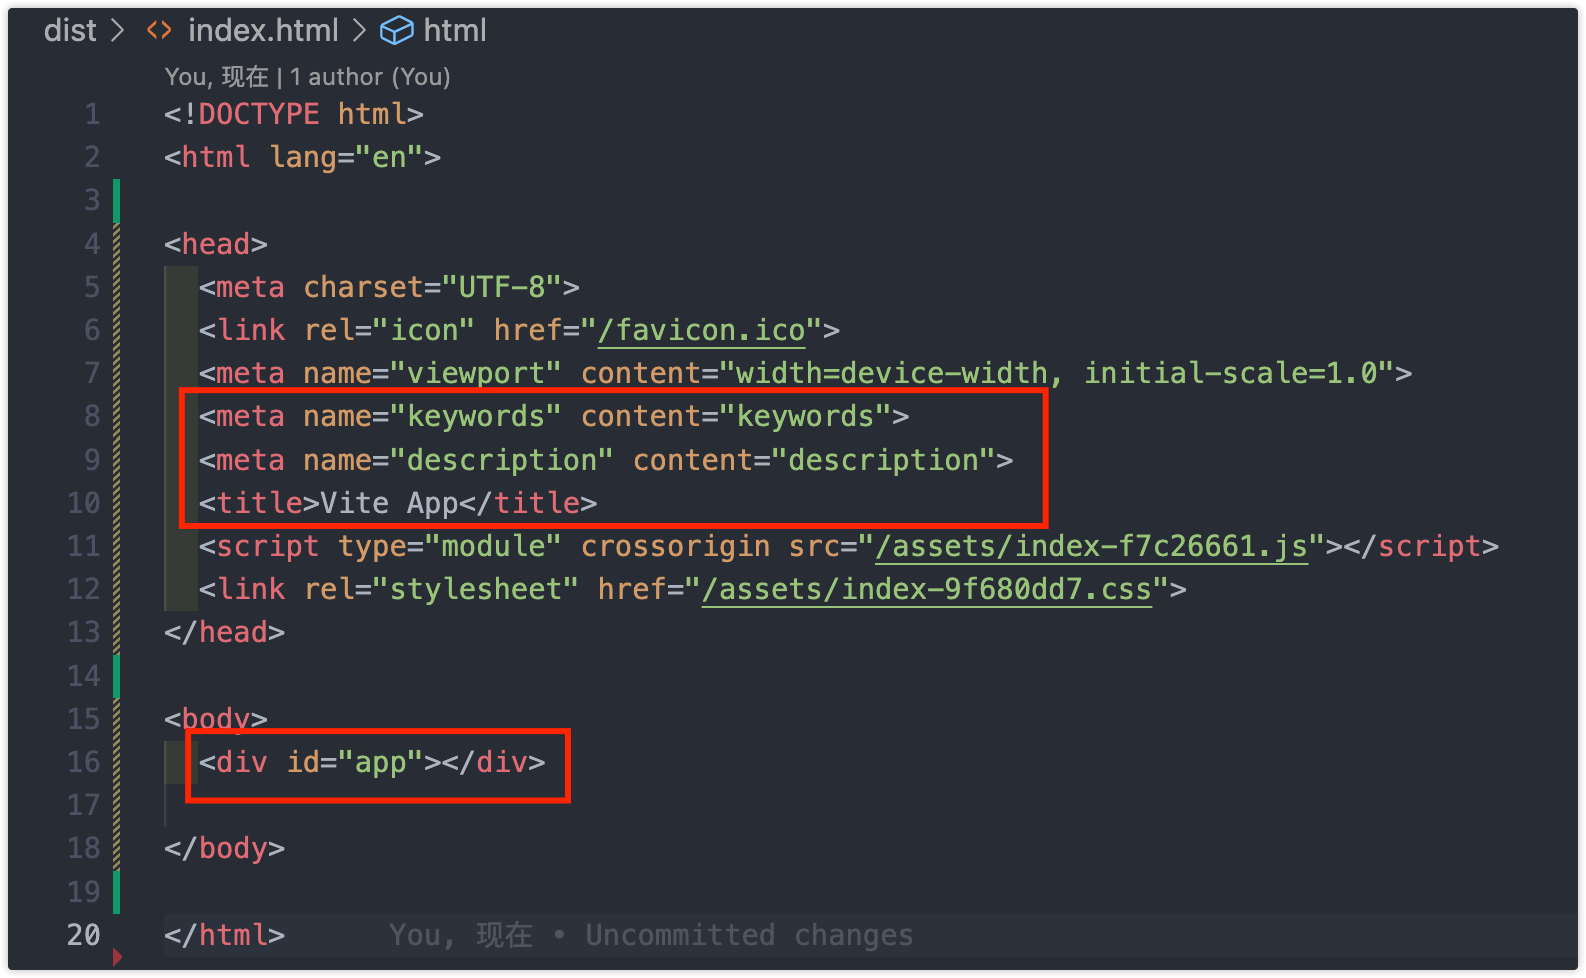 dist > <> index.html > html
You, 现在 | 1 author (You)
1 <!DOCTYPE html>
2 <html lang="en">
3
4 <head>
5 <meta charset="UTF-8">
6 <link rel="icon" href="/favicon.ico">
7 <meta name="viewport" content="width=device-width, initial-scale=1.0">
8 <meta name="keywords" content="keywords">
9 <meta name="description" content="description">
10 <title>Vite App</title>
11 <script type="module" crossorigin src="/assets/index-f7c26661.js"></script>
12 <link rel="stylesheet" href="/assets/index-9f680dd7.css">
13 </head>
14
15 <body>
16 <div id="app"></div>
17
18 </body>
19
20 </html> You, 现在 • Uncommitted changes